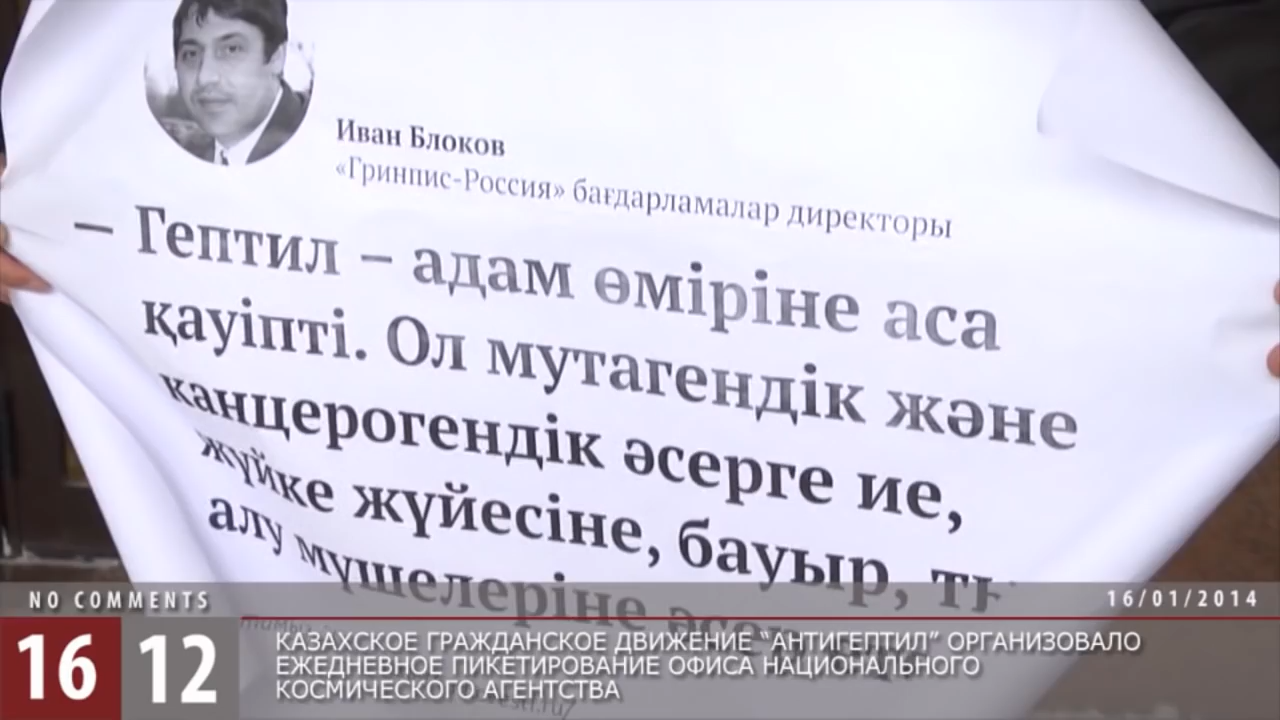 Иван Блоков
«Гринпис-Россия» бағдарламалар директоры
– Гептил – адам өміріне аса
қауіпті. Ол мутагендік және
канцерогендік әсерге ие,
жүйке жүйесіне, бауыр,
алу мүшелеріне
NO COMMENTS
16/01/2014
16 12
КАЗАХСКОЕ ГРАЖДАНСКОЕ ДВИЖЕНИЕ “АНТИГЕПТИЛ” ОРГАНИЗОВАЛО
ЕЖЕДНЕВНОЕ ПИКЕТИРОВАНИЕ ОФИСА НАЦИОНАЛЬНОГО
КОСМИЧЕСКОГО АГЕНТСТВА